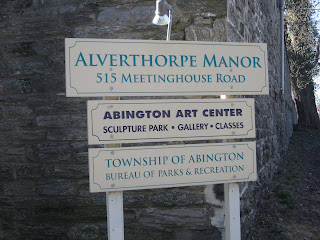 ALVERTHORPE MANOR
515 MEETINGHOUSE ROAD
ABINGTON ART CENTER
SCULPTURE PARK • GALLERY • CLASSES
TOWNSHIP OF ABINGTON
BUREAU OF PARKS & RECREATION